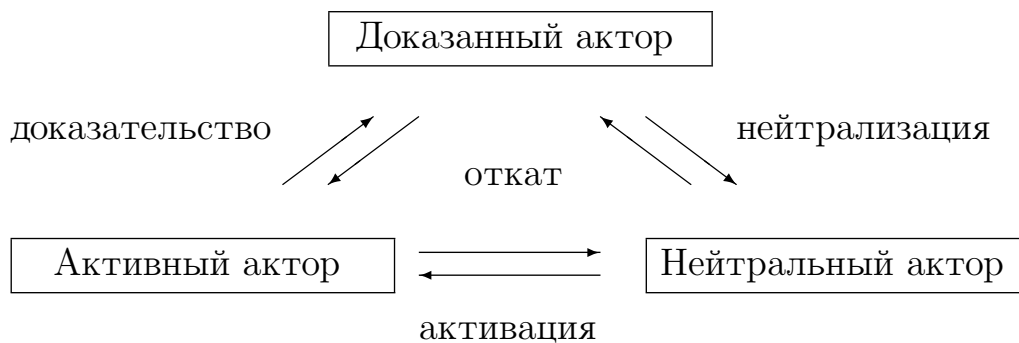 Доказанный актор
доказательство
нейтрализация
откат
Активный актор
Нейтральный актор
активация